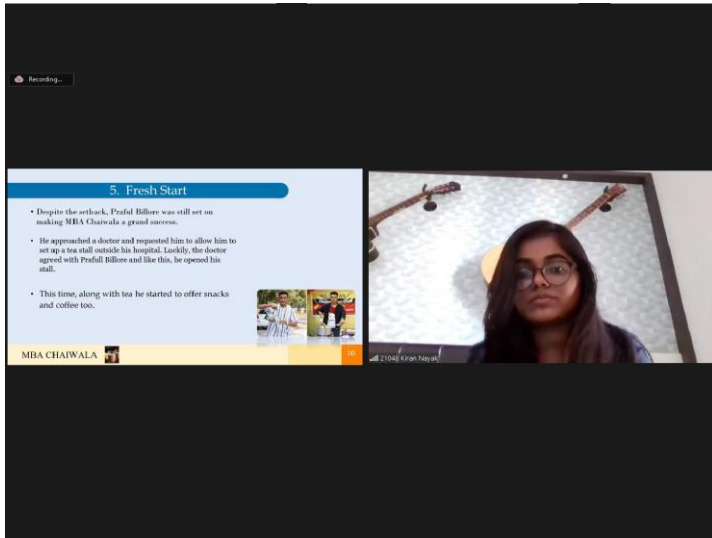 Recording...
5. Fresh Start
• Despite the setback, Praful Billore was still set on
making MBA Chaiwala a grand success.
• He approached a doctor and requested him to allow him to
set up a tea stall outside his hospital. Luckily, the doctor
agreed with Prafull Billore and like this, he opened his
stall.
• This time, along with tea he started to offer snacks
and coffee too.
MBA CHAIWALA
10
21048 Kiran Nayak